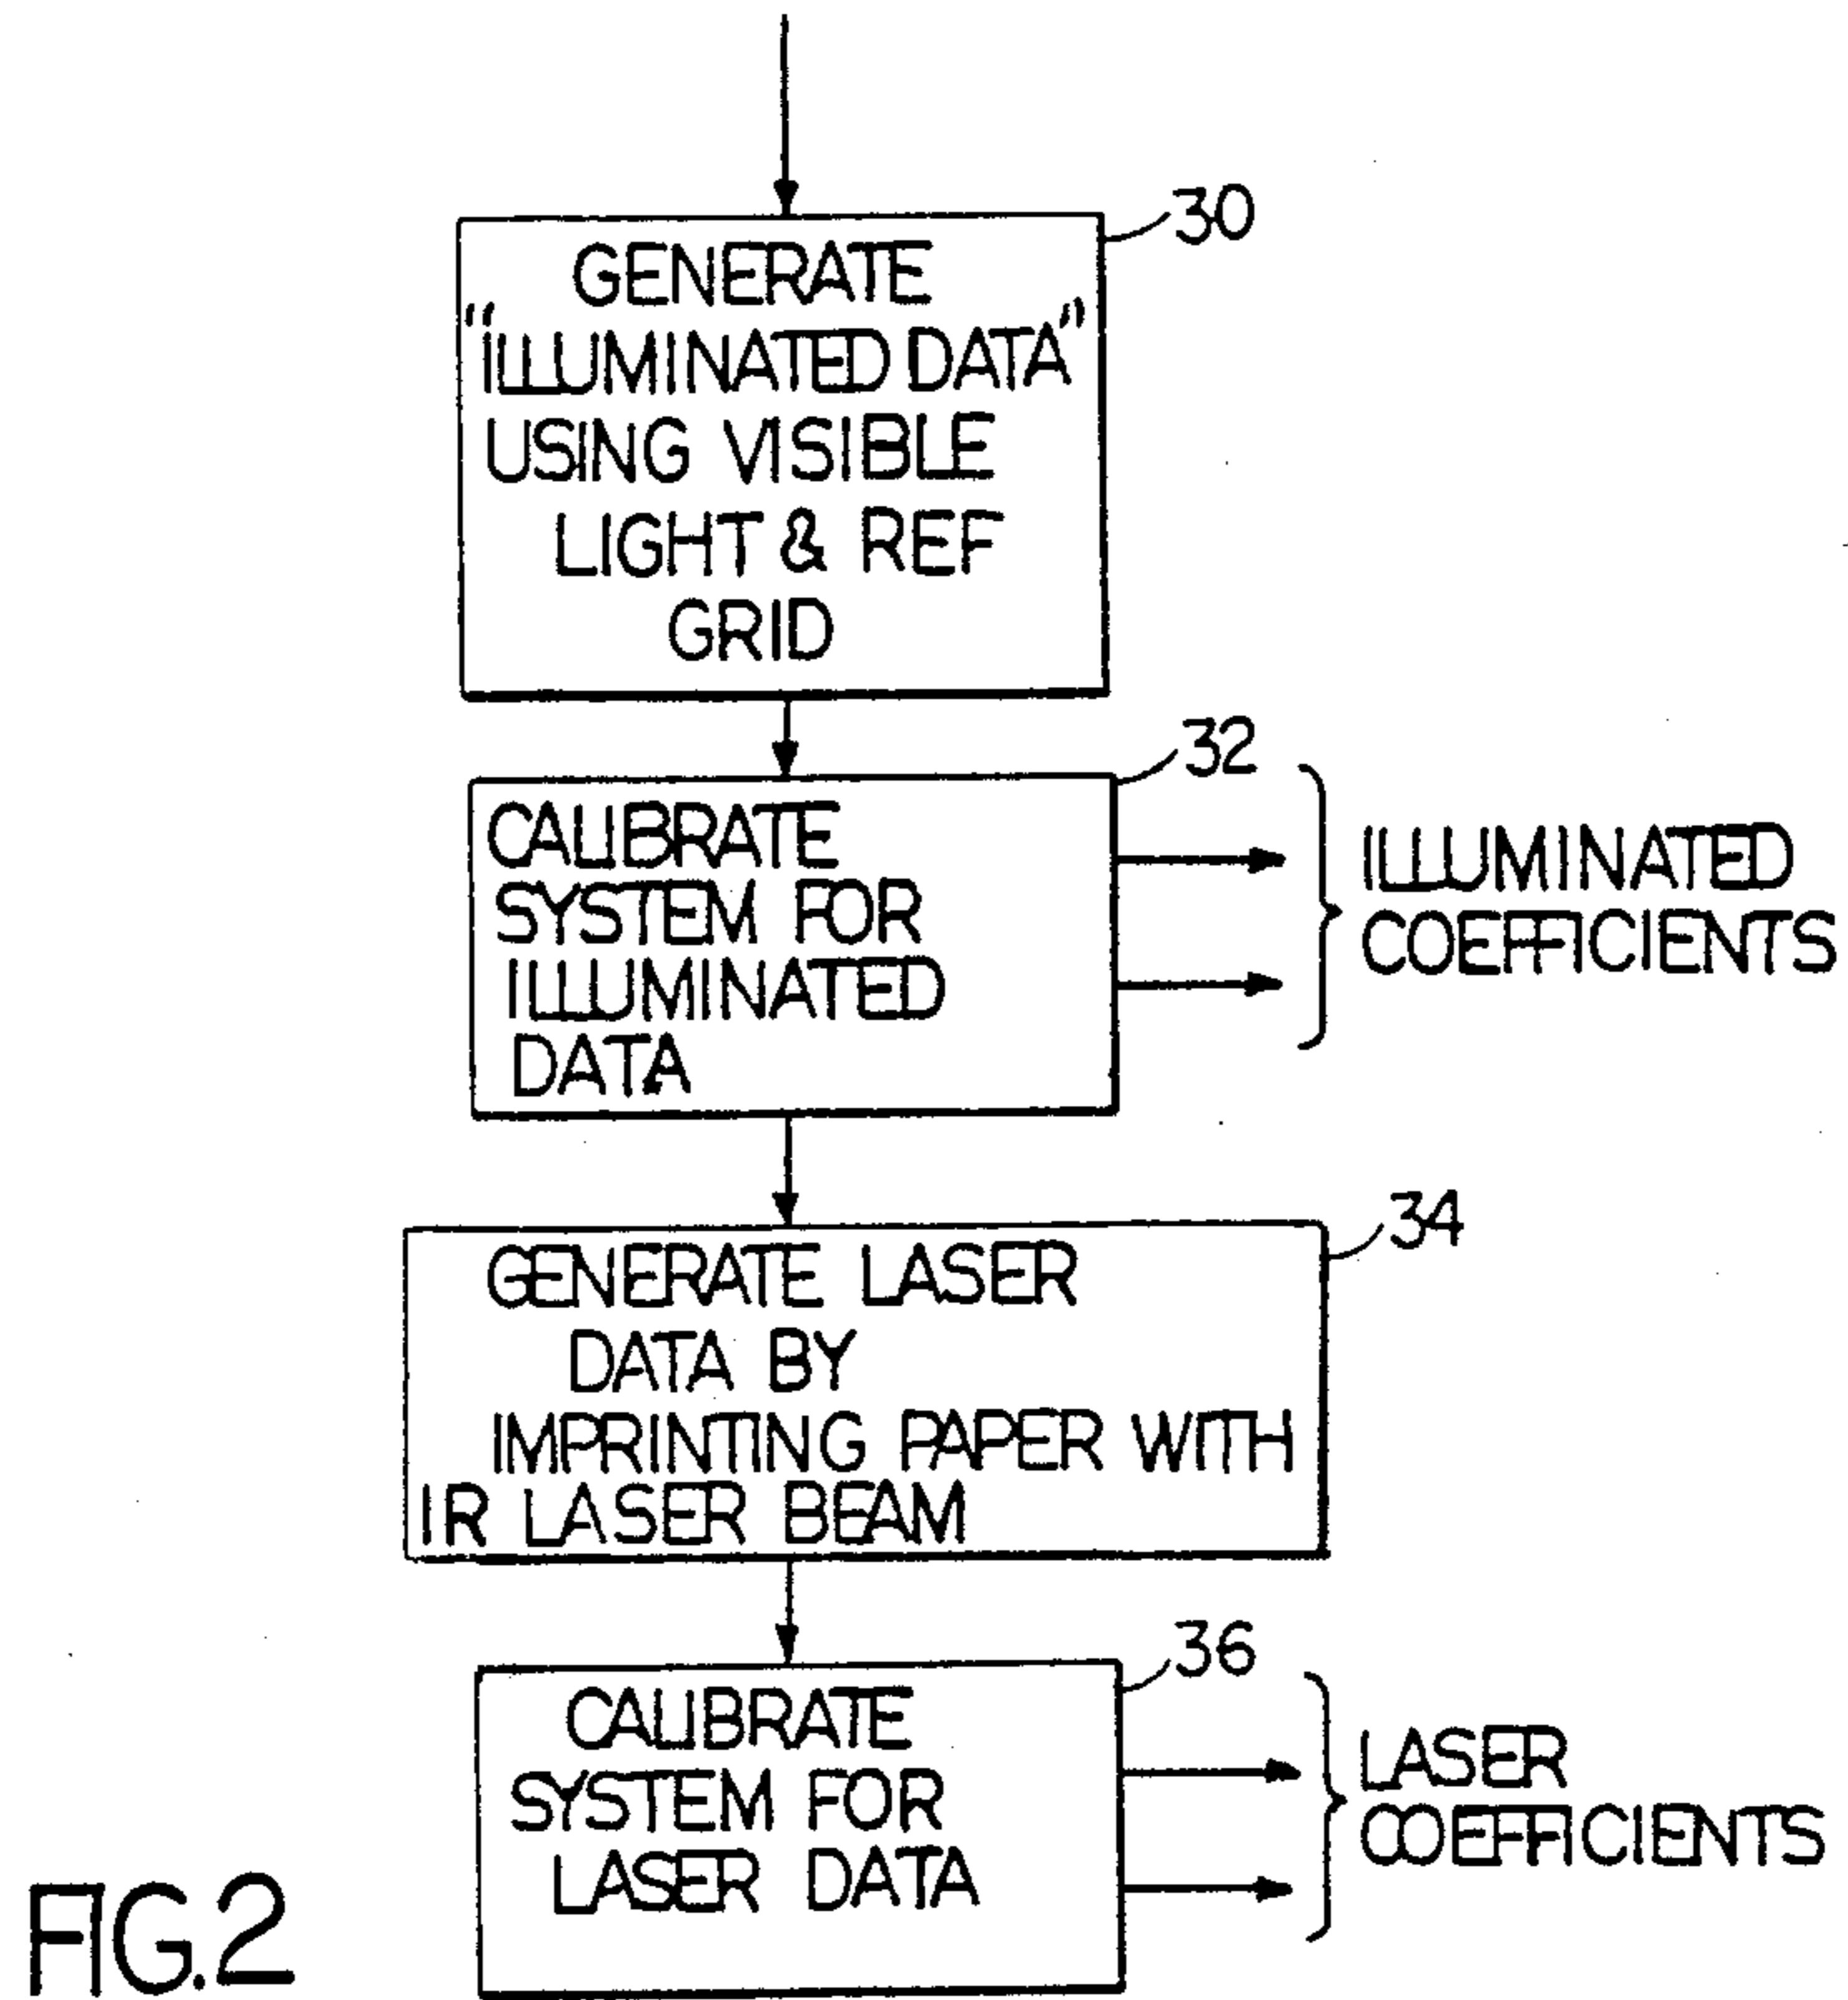 30
GENERATE
"ILLUMINATED DATA"
USING VISIBLE
LIGHT & REF
GRID
32
CALIBRATE
SYSTEM FOR
ILLUMINATED
DATA
ILLUMINATED
COEFFICIENTS
34
GENERATE LASER
DATA BY
IMPRINTING PAPER WITH
IR LASER BEAM
36
CALIBRATE
SYSTEM FOR
LASER DATA
LASER
COEFFICIENTS
FIG.2